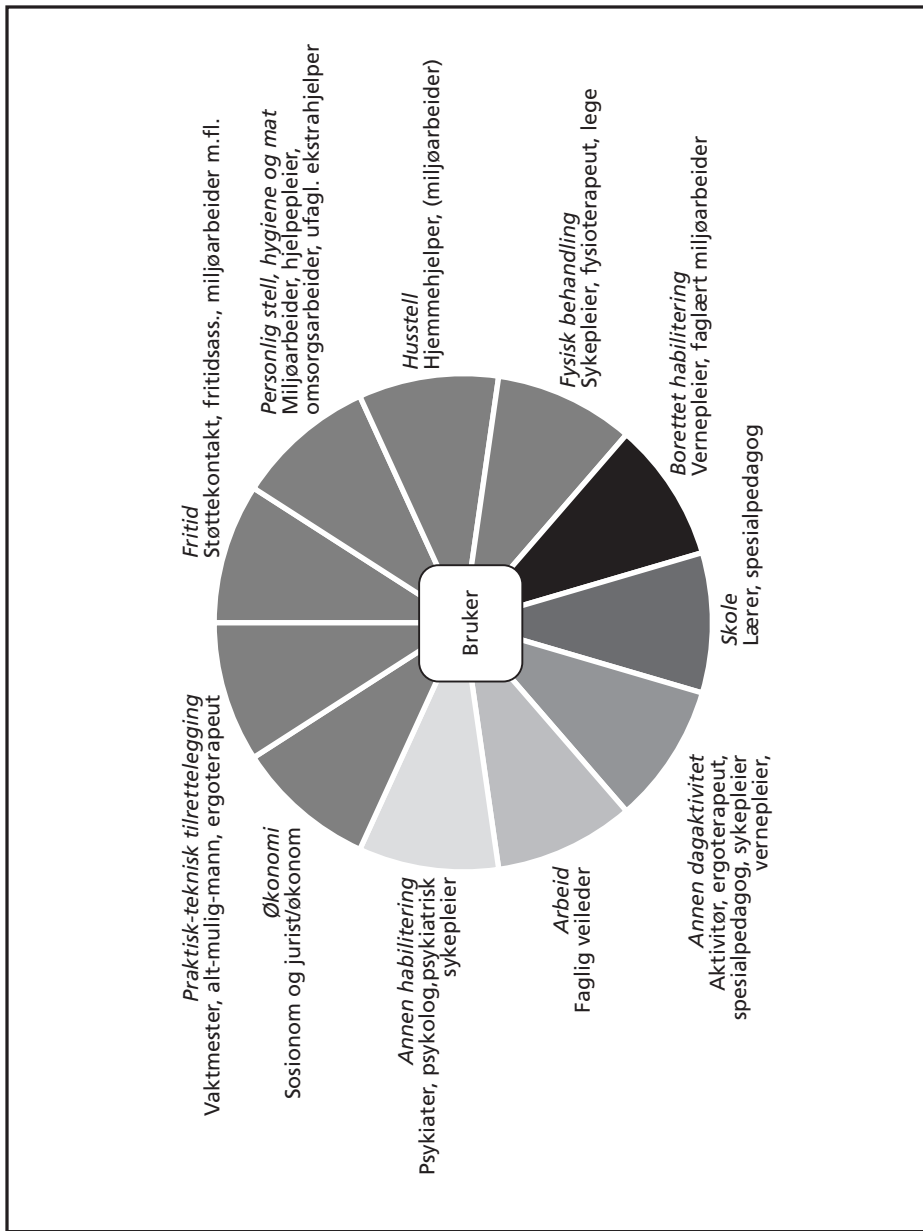 Fritid
Støttekontakt, fritidsass., miljøarbeider m.fl.
Personlig stell, hygiene og mat
Miljøarbeider, hjelpepleier,
omsorgsarbeider, ufagl. ekstrahjelper
Husstell
Hjemmehjelper, (miljøarbeider)
Fysisk behandling
Sykepleier, fysioterapeut, lege
Borettet habilitering
Vernepleier, faglært miljøarbeider
Skole
Lærer, spesialpedagog
Annen dagaktivitet
Aktivitør, ergoterapeut,
spesialpedagog, sykepleier
vernepleier,
Arbeid
Faglig veileder
Annen habilitering
Psykiater, psykolog,psykiatrisk
sykepleier
Økonomi
Sosionom og jurist/økonom
Praktisk-teknisk tilrettelegging
Vaktmester, alt-mulig-mann, ergoterapeut
Bruker